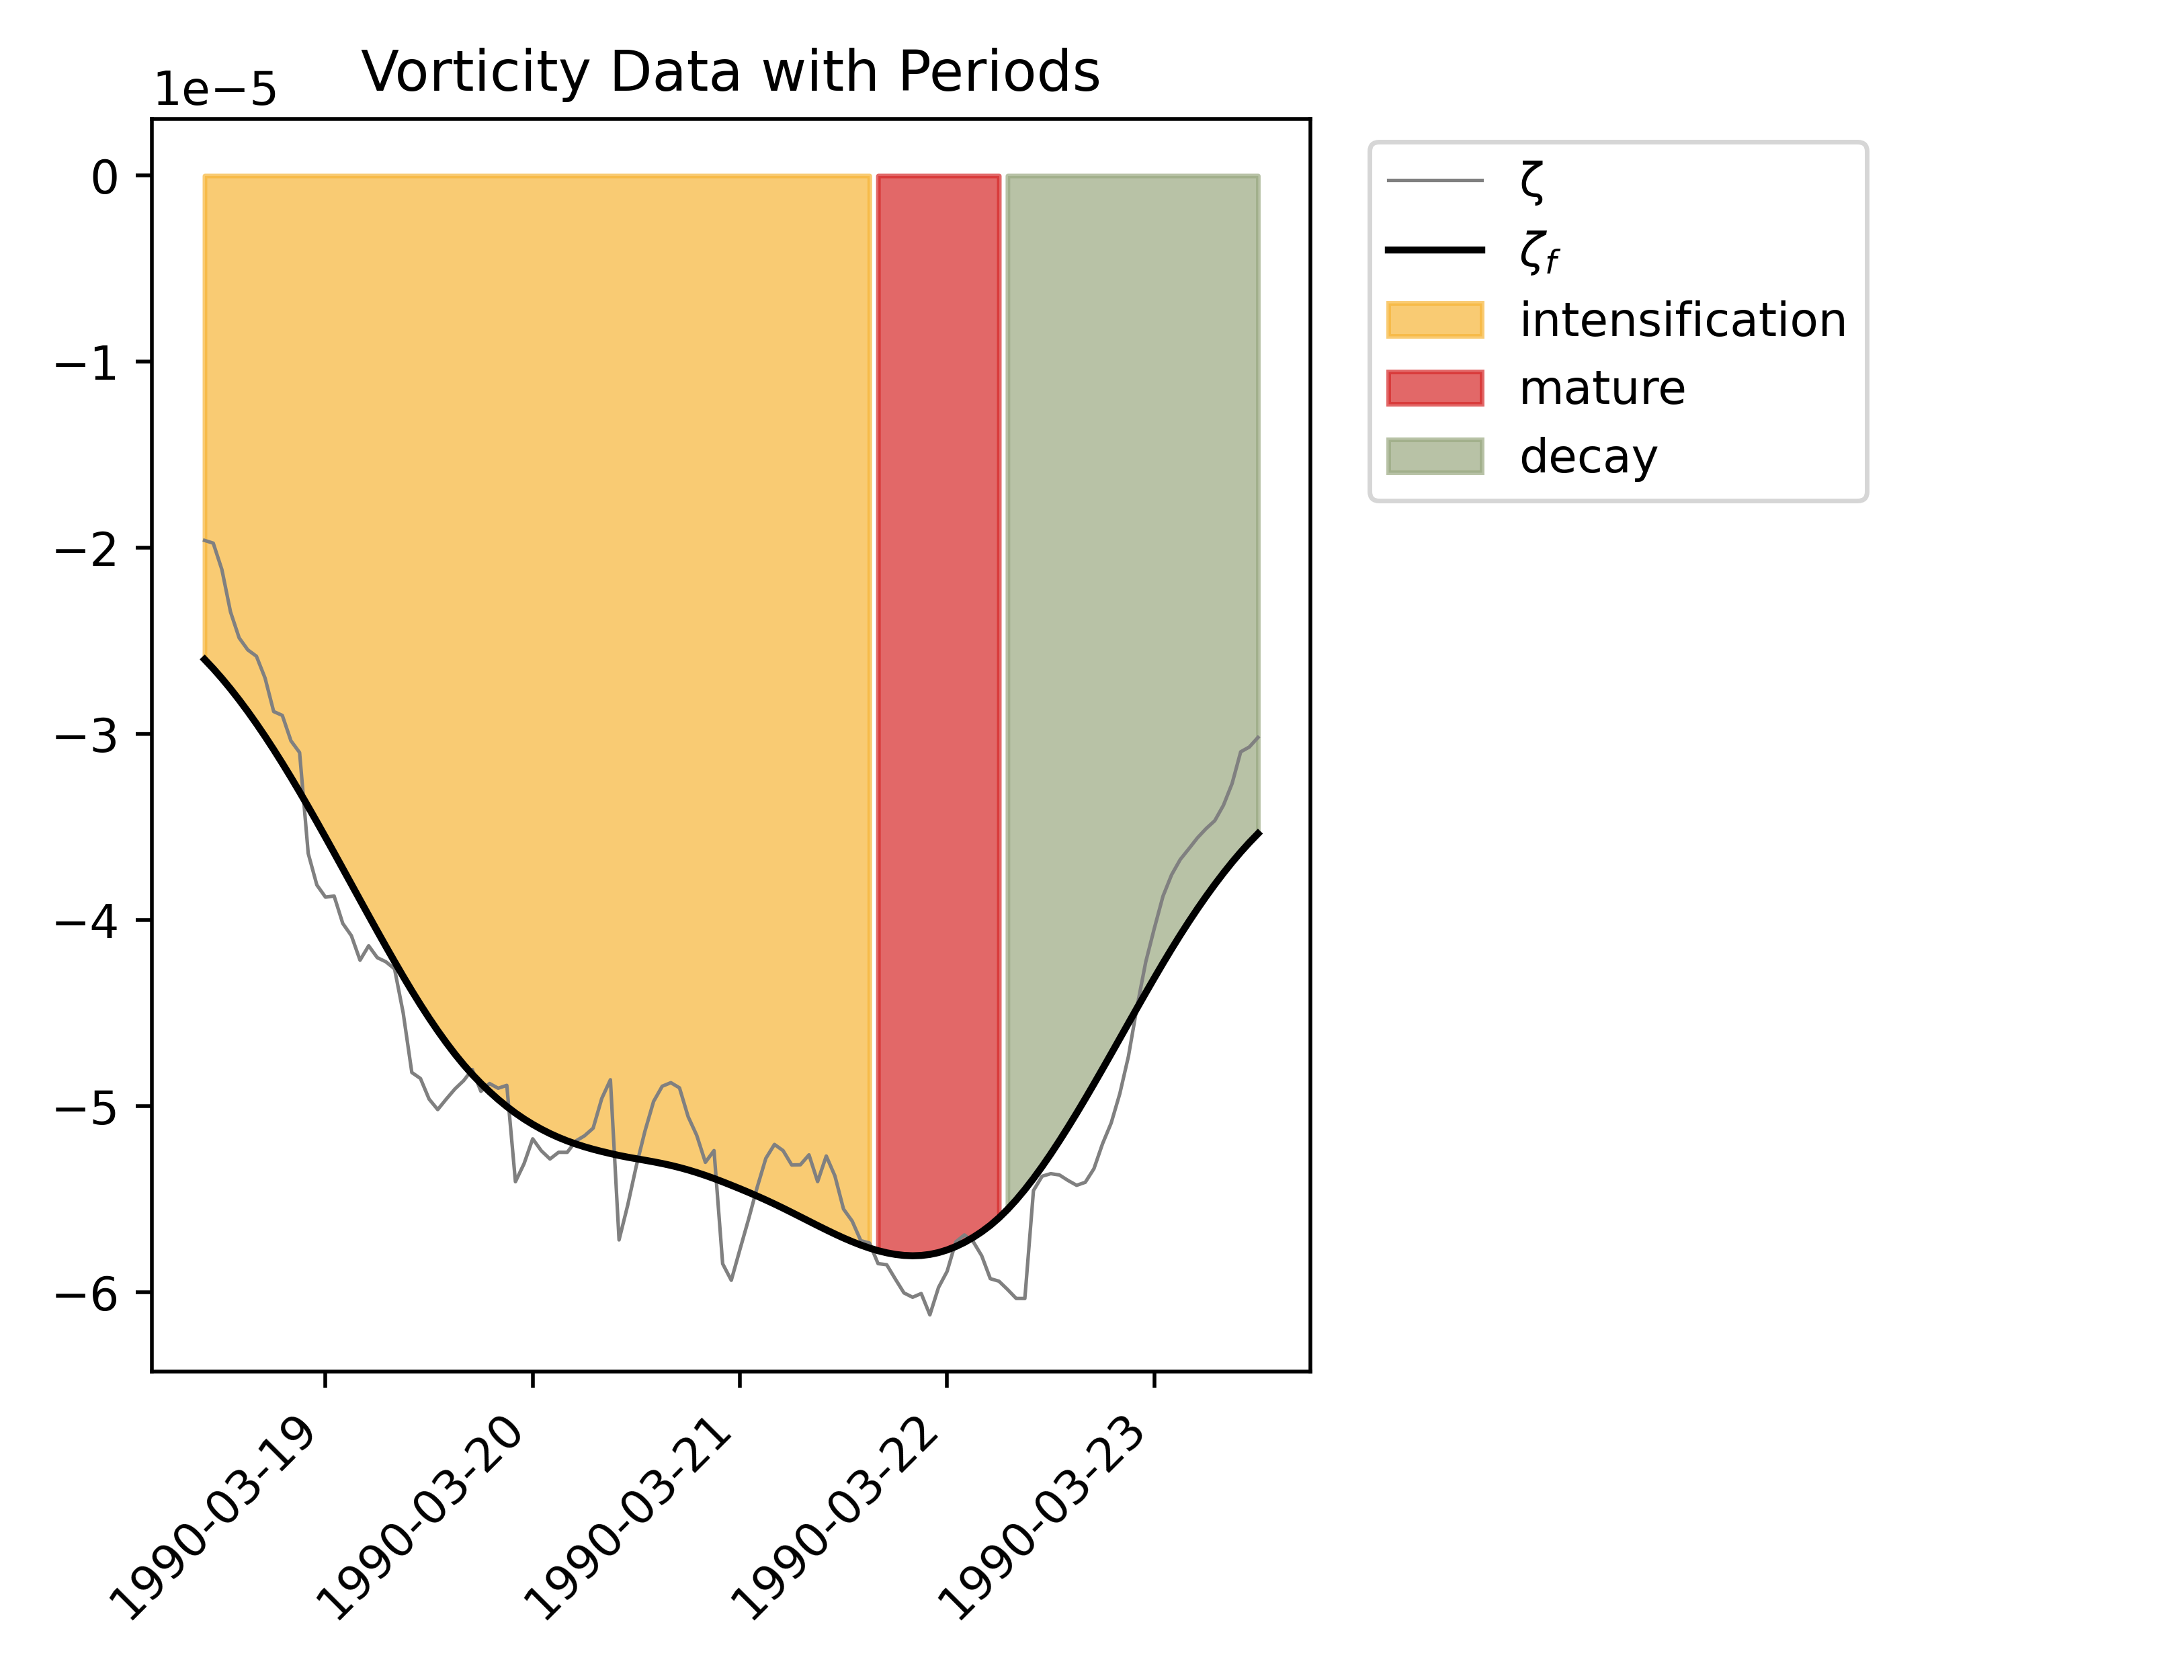 Vorticity Data with Periods
1e−5
0
−1
−2
−3
−4
−5
−6
1990-03-19
1990-03-20
1990-03-21
1990-03-22
1990-03-23
ζ
ζf
intensification
mature
decay